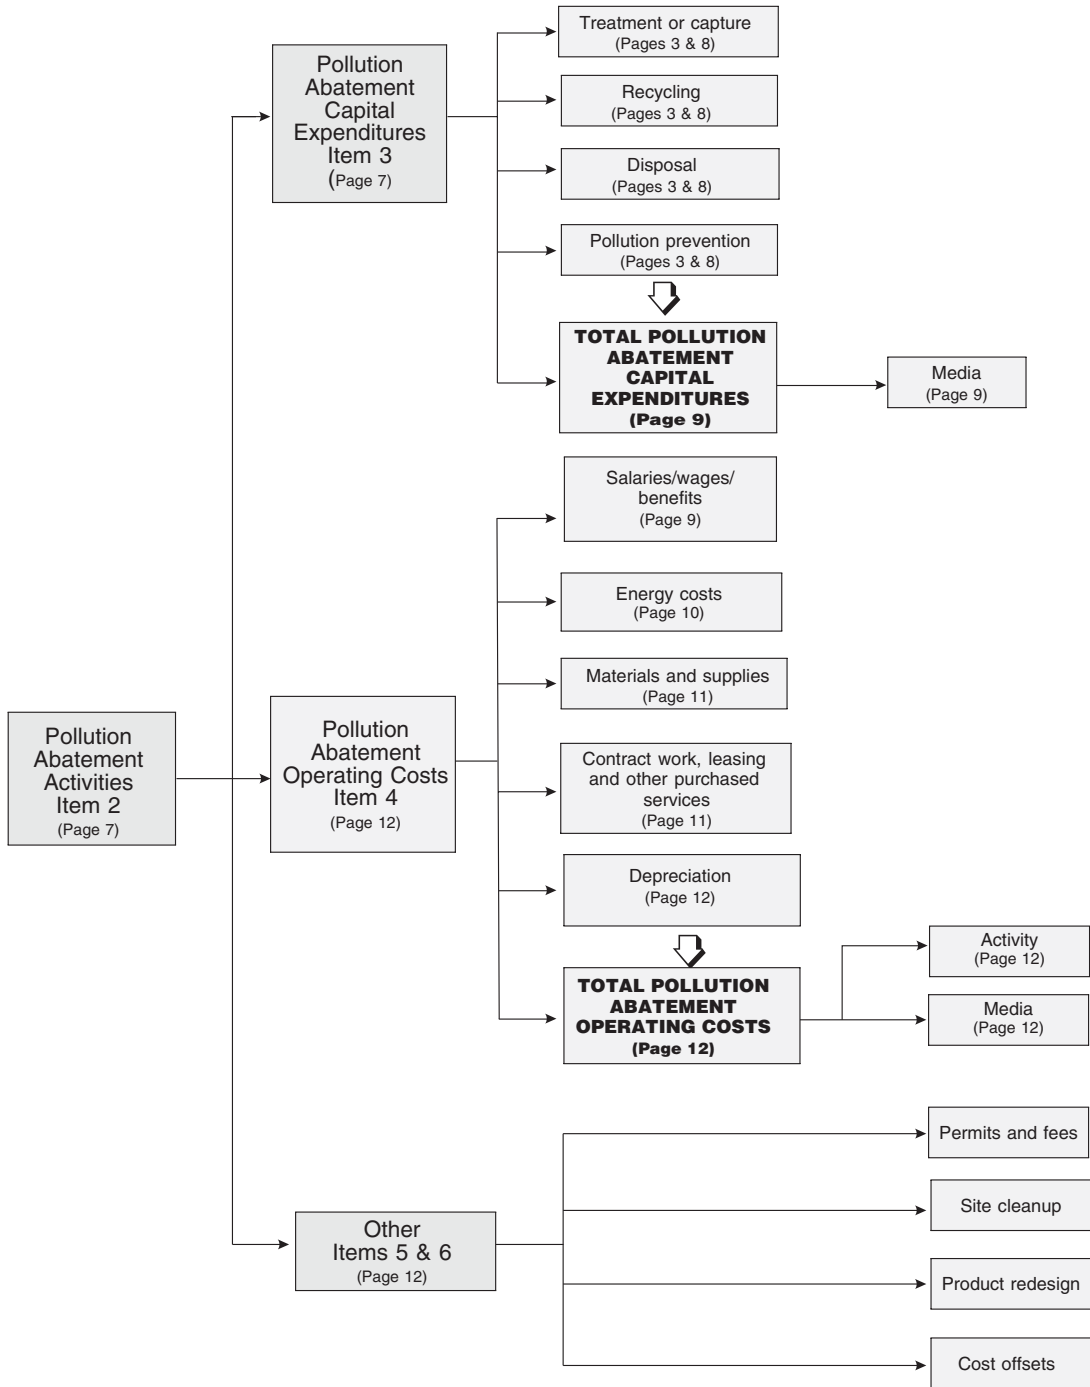 Treatment or capture
(Pages 3 & 8)
Pollution
Abatement
Capital
Expenditures
Item 3
(Page 7)
Recycling
(Pages 3 & 8)
Disposal
(Pages 3 & 8)
Pollution prevention
(Pages 3 & 8)
TOTAL POLLUTION
ABATEMENT
CAPITAL
EXPENDITURES
(Page 9)
Media
(Page 9)
Salaries/wages/
benefits
(Page 9)
Energy costs
(Page 10)
Materials and supplies
(Page 11)
Pollution
Abatement
Activities
Item 2
(Page 7)
Pollution
Abatement
Operating Costs
Item 4
(Page 12)
Contract work, leasing
and other purchased
services
(Page 11)
Depreciation
(Page 12)
TOTAL POLLUTION
ABATEMENT
OPERATING COSTS
(Page 12)
Activity
(Page 12)
Media
(Page 12)
Other
Items 5 & 6
(Page 12)
Permits and fees
Site cleanup
Product redesign
Cost offsets